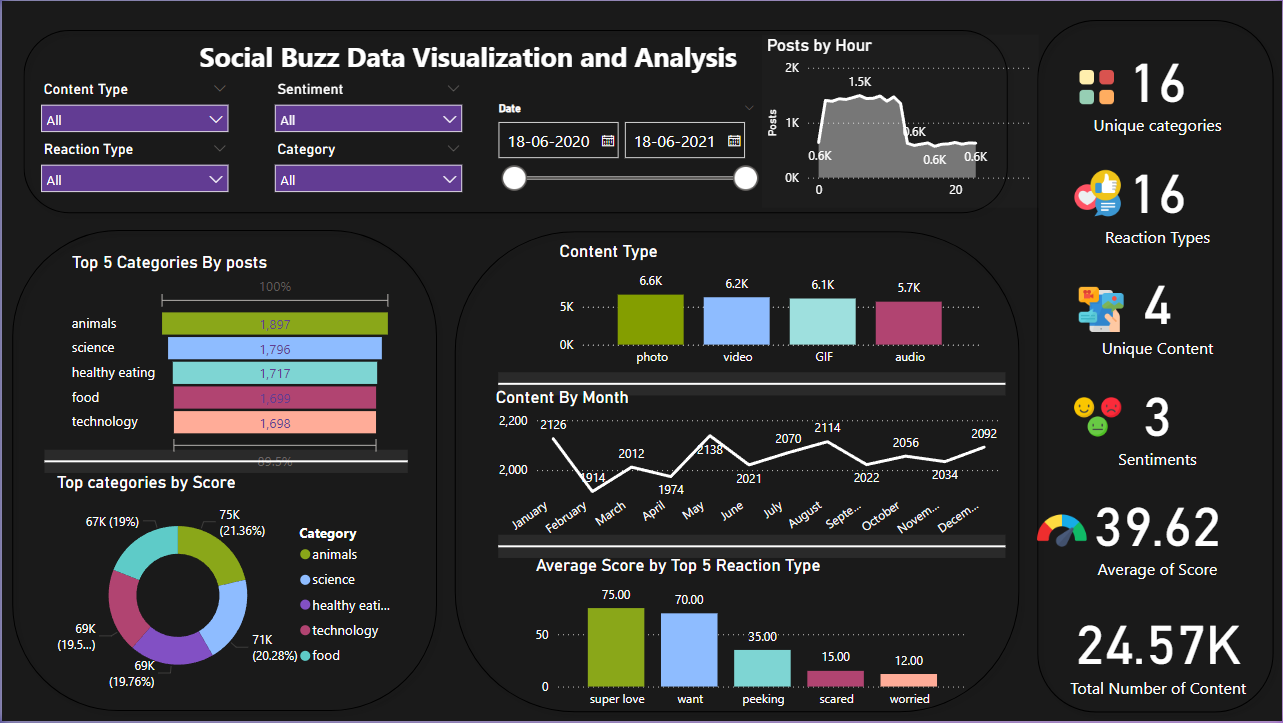 Social Buzz Data Visualization and Analysis
Content Type
All
Sentiment
All
Reaction Type
All
Category
All
Date
18-06-2020
18-06-2021
Posts by Hour
2K
1K
0K
Posts
0.6K
1.5K
0.6K
0.6K
0.6K
0
20
16
Unique categories
16
Reaction Types
4
Unique Content
3
Sentiments
39.62
Average of Score
24.57K
Total Number of Content
Top 5 Categories By posts
100%
animals
1,897
science
1,796
healthy eating
1,717
food
1,699
technology
1,698
89.5%
Top categories by Score
67K (19%)
75K
(21.36%)
69K
(19.5...)
69K
(19.76%)
71K
(20.28%)
Category
animals
science
healthy eati...
technology
food
Content Type
5K
0K
6.6K
6.2K
6.1K
5.7K
photo
video
GIF
audio
Content By Month
2,200
2,000
2126
1914
2012
1974
2138
2021
2070
2114
2022
2056
2034
2092
January
February
March
April
May
June
July
August
Septe...
October
Novem...
Decem...
Average Score by Top 5 Reaction Type
50
0
75.00
70.00
35.00
15.00
12.00
super love
want
peeking
scared
worried